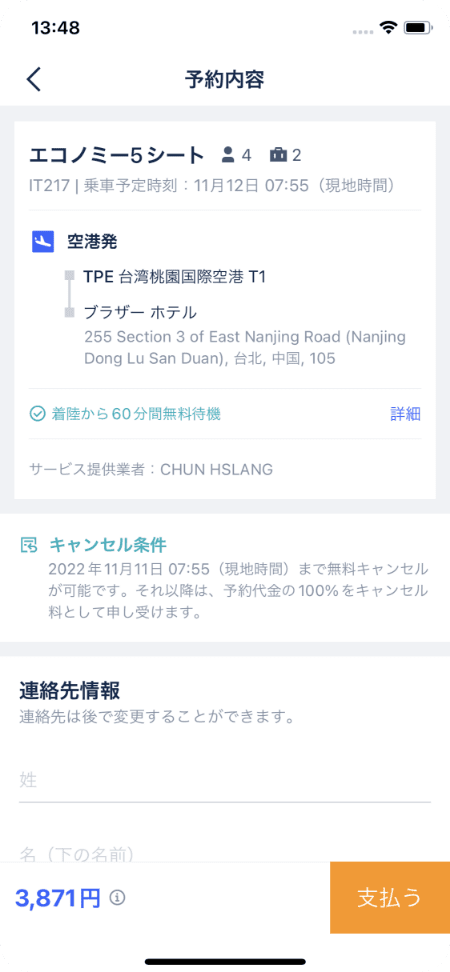 13:48
予約内容
エコノミー5シート 4 2
IT217 | 乗車予定時刻：11月12日 07:55（現地時間）
空港発
TPE 台湾桃園国際空港 T1
ブラザー ホテル
255 Section 3 of East Nanjing Road (Nanjing
Dong Lu San Duan), 台北, 中国, 105
着陸から60分間無料待機 詳細
サービス提供業者：CHUN HSLANG
キャンセル条件
2022年11月11日 07:55（現地時間）まで無料キャンセル
が可能です。それ以降は、予約代金の100%をキャンセル
料として申し受けます。
連絡先情報
連絡先は後で変更することができます。
姓
名（下の名前）
3,871円 支払う